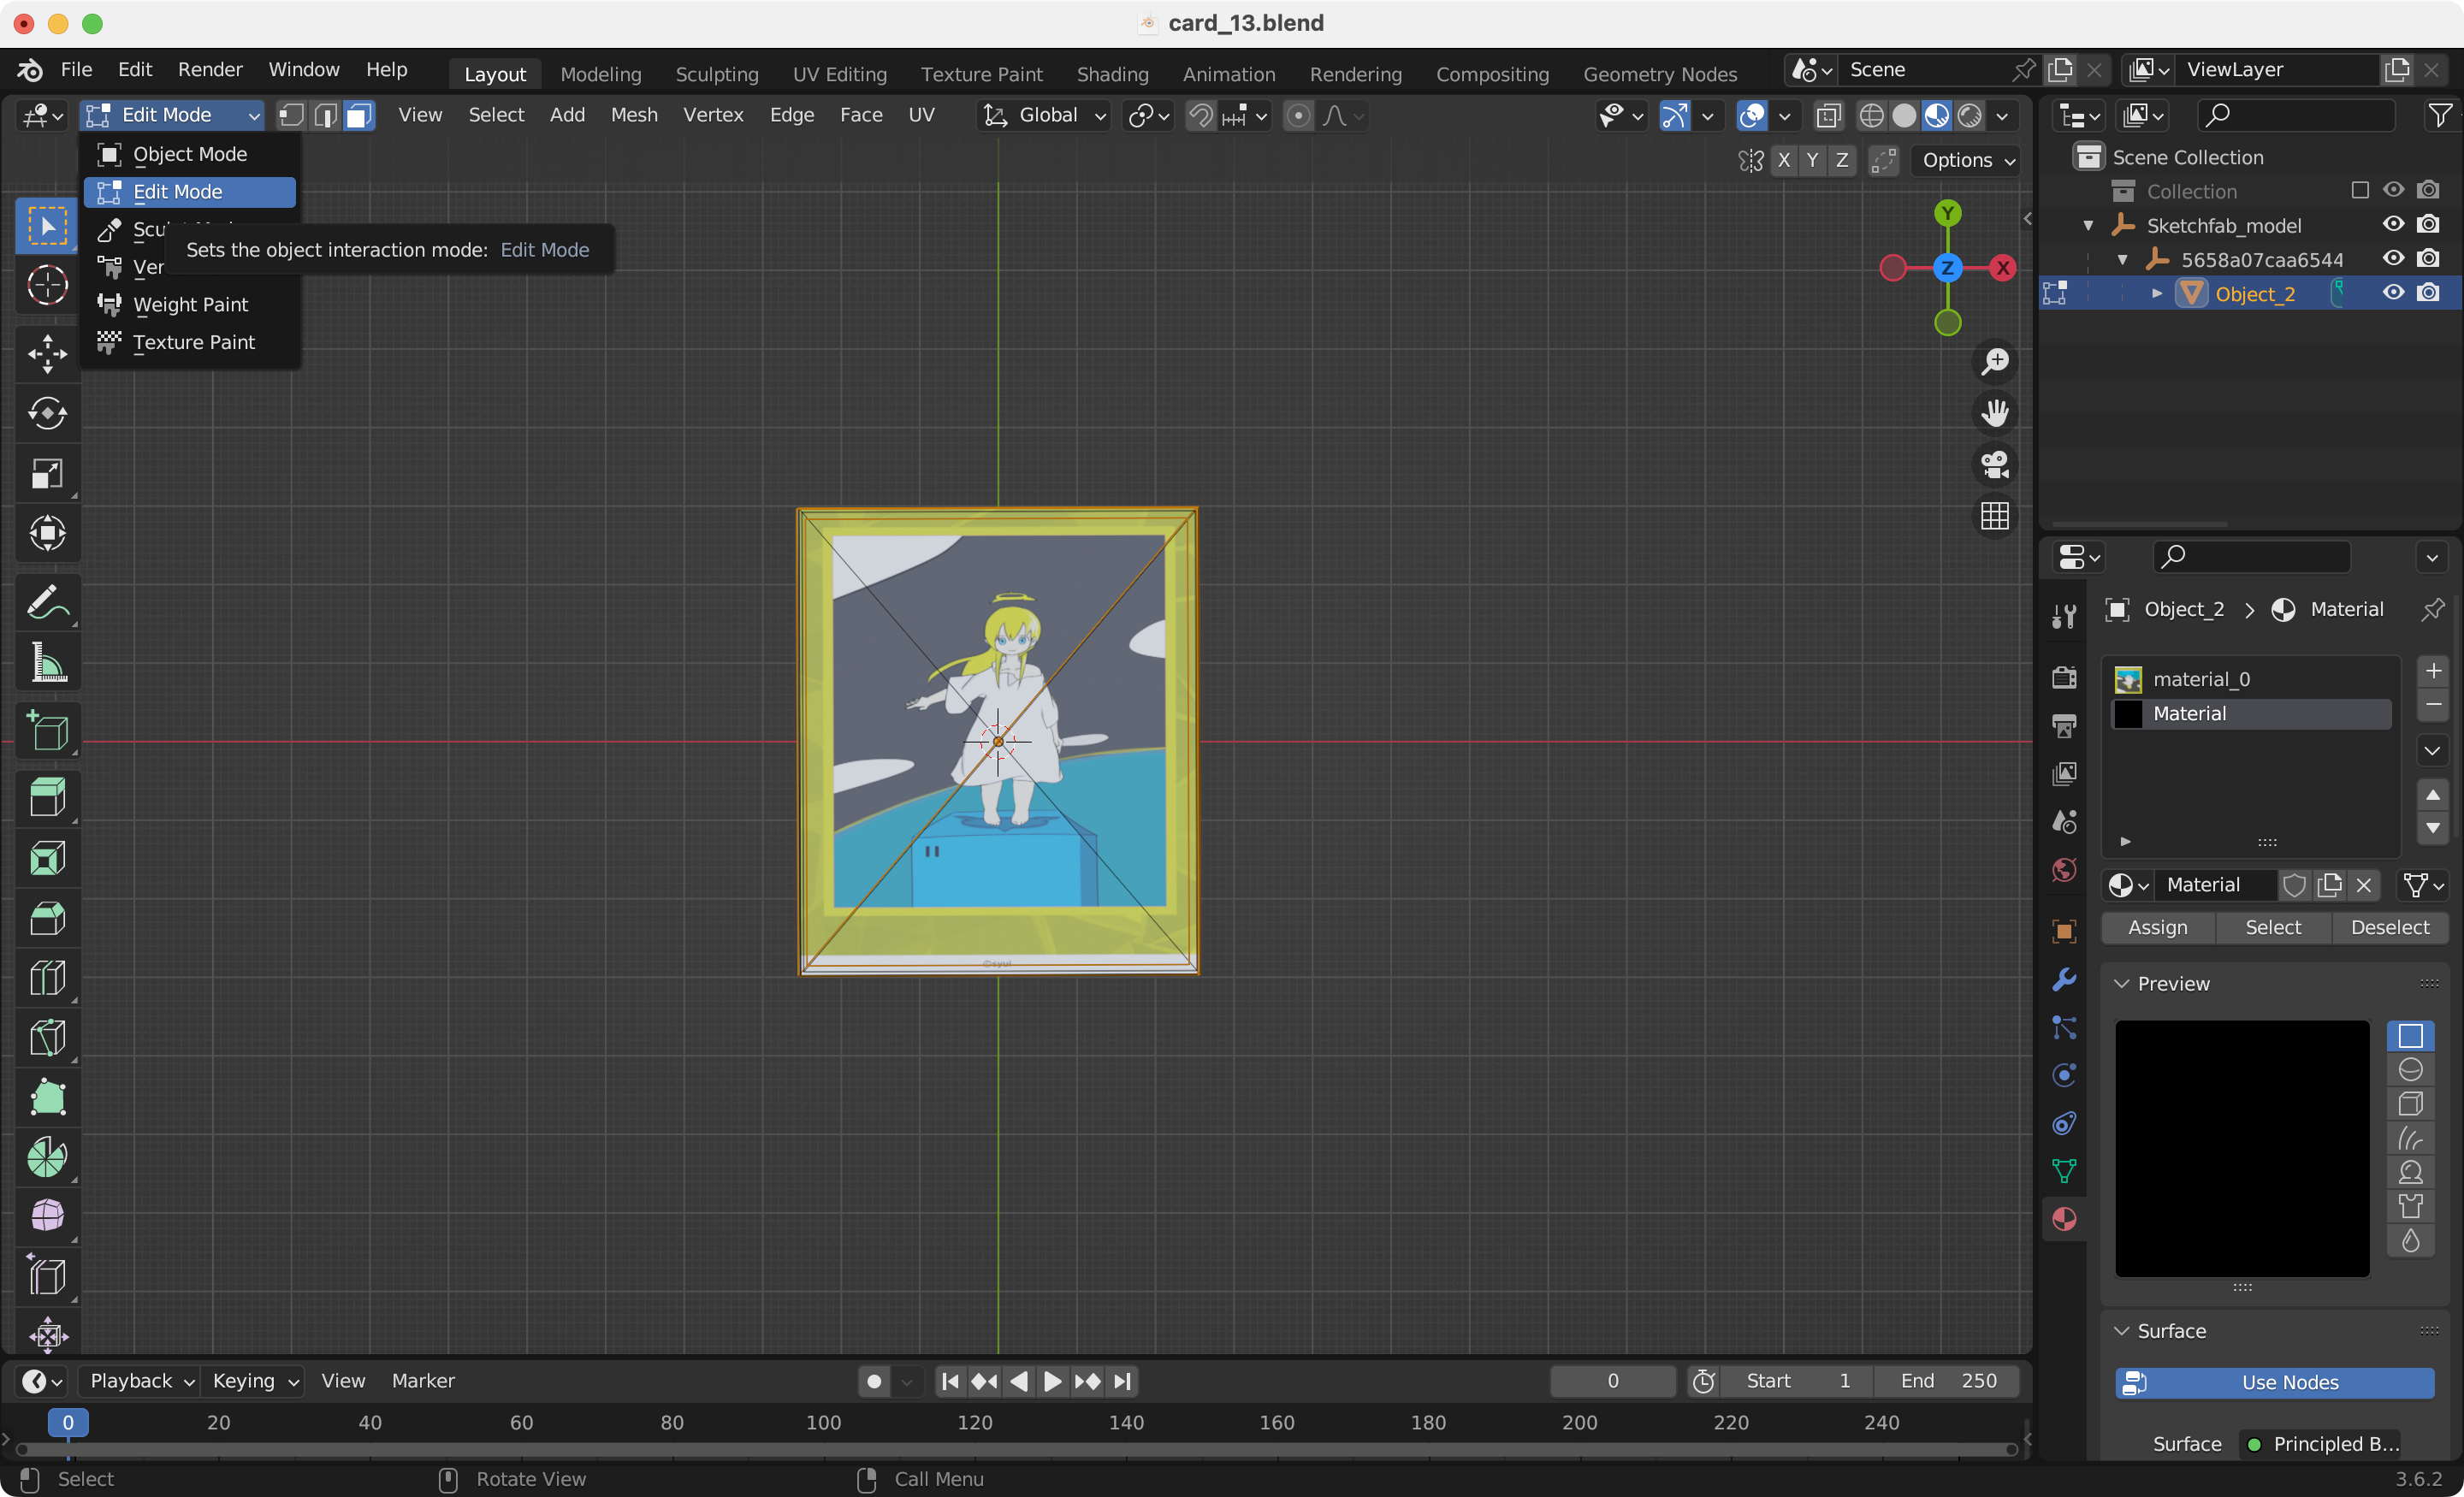 card_13.blend
File Edit Render Window Help Layout Modeling Sculpting UV Editing Texture Paint Shading Animation Rendering Compositing Geometry Nodes Scene ViewLayer
Edit Mode View Select Add Mesh Vertex Edge Face UV Global
X Y Z Options
Object Mode
Edit Mode
Scu
Sets the object interaction mode: Edit Mode
Ver
Weight Paint
Texture Paint
Y
Z X
©syui
Scene Collection
Collection
Sketchfab_model
5658a07caa6544
Object_2
Object_2 > Material
material_0
Material
Material
Assign Select Deselect
Preview
Surface
Use Nodes
Surface Principled B...
Playback Keying View Marker 0 Start 1 End 250
0 20 40 60 80 100 120 140 160 180 200 220 240
Select Rotate View Call Menu 3.6.2